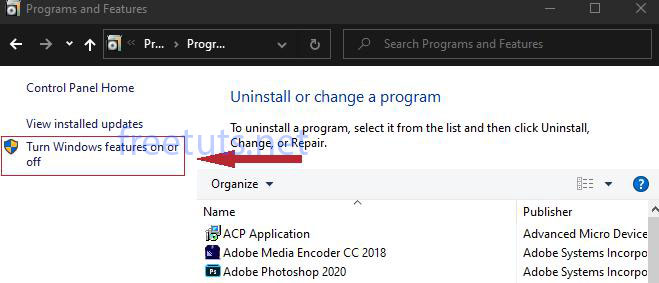 Programs and Features
Pr...
Progr...
Search Programs and Features
Control Panel Home
View installed updates
Turn Windows features on or
off
Uninstall or change a program
To uninstall a program, select it from the list and then click Uninstall,
Change, or Repair.
freetuts.net
Organize
Name
Publisher
ACP Application
Advanced Micro Device
Adobe Media Encoder CC 2018
Adobe Systems Incorpo
Adobe Photoshop 2020
Adobe Systems Incorpo